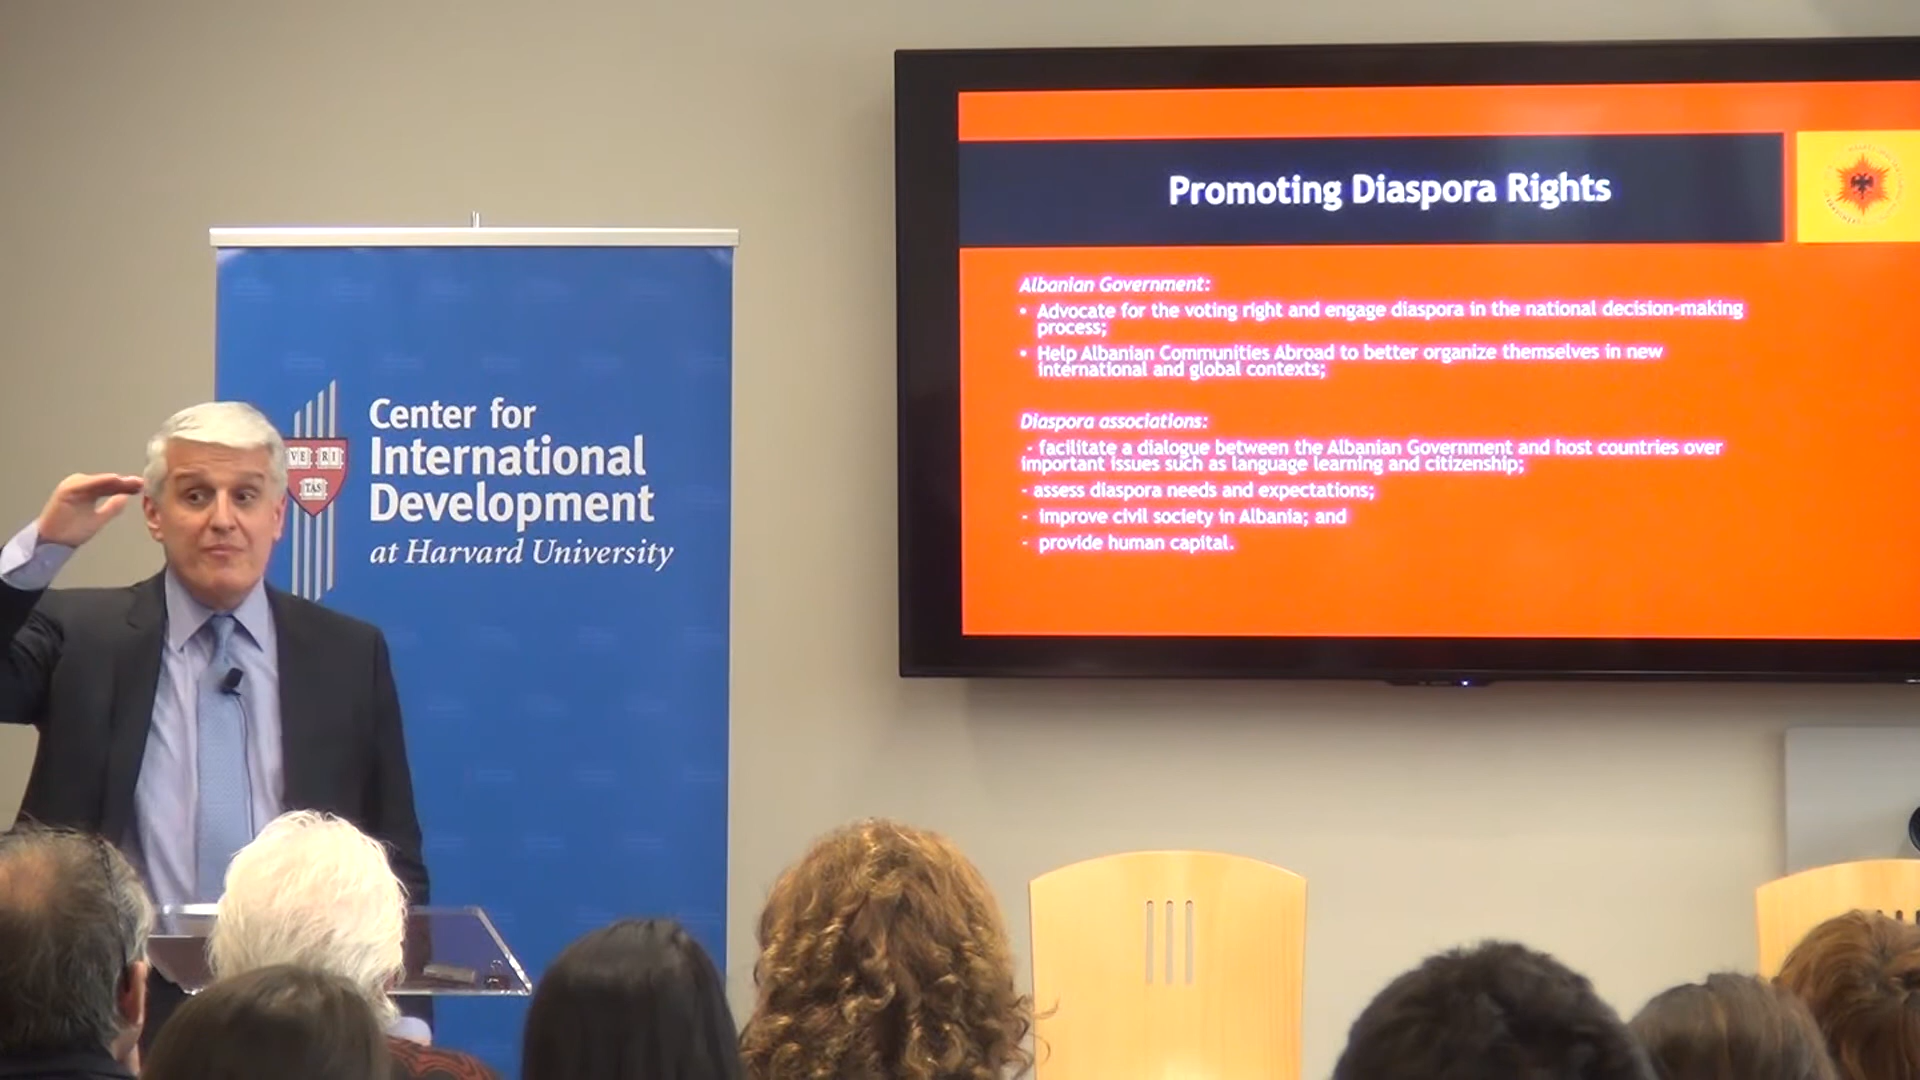 Center for
International
Development
at Harvard University
VE RI
TAS
Promoting Diaspora Rights
Albanian Government:
• Advocate for the voting right and engage diaspora in the national decision-making
process;
• Help Albanian Communities Abroad to better organize themselves in new
international and global contexts;
Diaspora associations:
- facilitate a dialogue between the Albanian Government and host countries over
important issues such as language learning and citizenship;
- assess diaspora needs and expectations;
- improve civil society in Albania; and
- provide human capital.